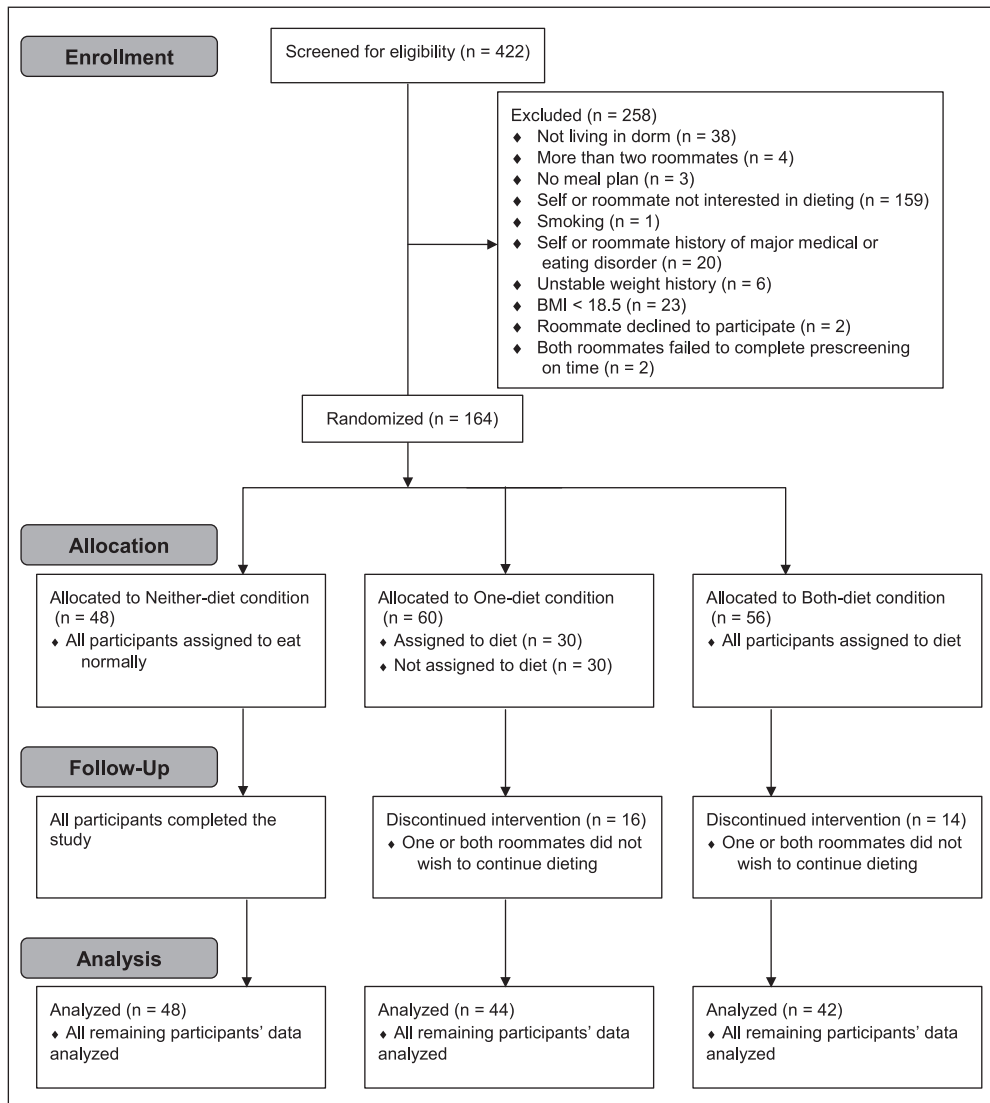 Enrollment
Screened for eligibility (n = 422)
Excluded (n = 258)
♦ Not living in dorm (n = 38)
♦ More than two roommates (n = 4)
♦ No meal plan (n = 3)
♦ Self or roommate not interested in dieting (n = 159)
♦ Smoking (n = 1)
♦ Self or roommate history of major medical or
eating disorder (n = 20)
♦ Unstable weight history (n = 6)
♦ BMI < 18.5 (n = 23)
♦ Roommate declined to participate (n = 2)
♦ Both roommates failed to complete prescreening
on time (n = 2)
Randomized (n = 164)
Allocation
Allocated to Neither-diet condition
(n = 48)
♦ All participants assigned to eat
normally
Allocated to One-diet condition
(n = 60)
♦ Assigned to diet (n = 30)
♦ Not assigned to diet (n = 30)
Allocated to Both-diet condition
(n = 56)
♦ All participants assigned to diet
Follow-Up
All participants completed the
study
Discontinued intervention (n = 16)
♦ One or both roommates did not
wish to continue dieting
Discontinued intervention (n = 14)
♦ One or both roommates did not
wish to continue dieting
Analysis
Analyzed (n = 48)
♦ All remaining participants’ data
analyzed
Analyzed (n = 44)
♦ All remaining participants’ data
analyzed
Analyzed (n = 42)
♦ All remaining participants’ data
analyzed